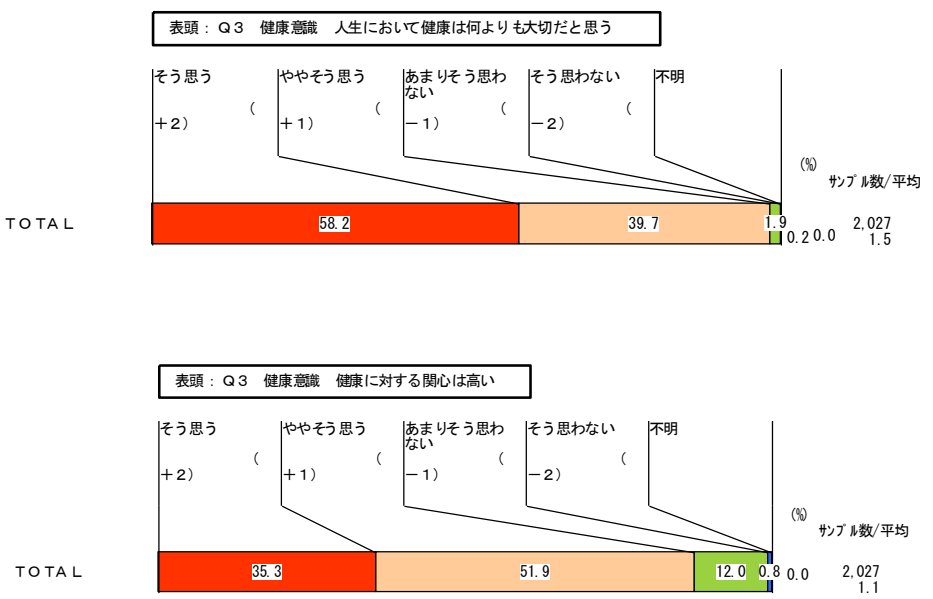 表頭：Ｑ３　健康意識　人生において健康は何よりも大切だと思う
そう思う　（＋２）
ややそう思う　（＋１）
あまりそう思わ
ない　（－１）
そう思わない　（－２）
不明
(%)
ｻﾝﾌﾟﾙ数/平均
ＴＯＴＡＬ
58.2
39.7
1.9
0.2
0.0
2,027
1.5
表頭：Ｑ３　健康意識　健康に対する関心は高い
そう思う　（＋２）
ややそう思う　（＋１）
あまりそう思わ
ない　（－１）
そう思わない　（－２）
不明
(%)
ｻﾝﾌﾟﾙ数/平均
ＴＯＴＡＬ
35.3
51.9
12.0
0.8
0.0
2,027
1.1